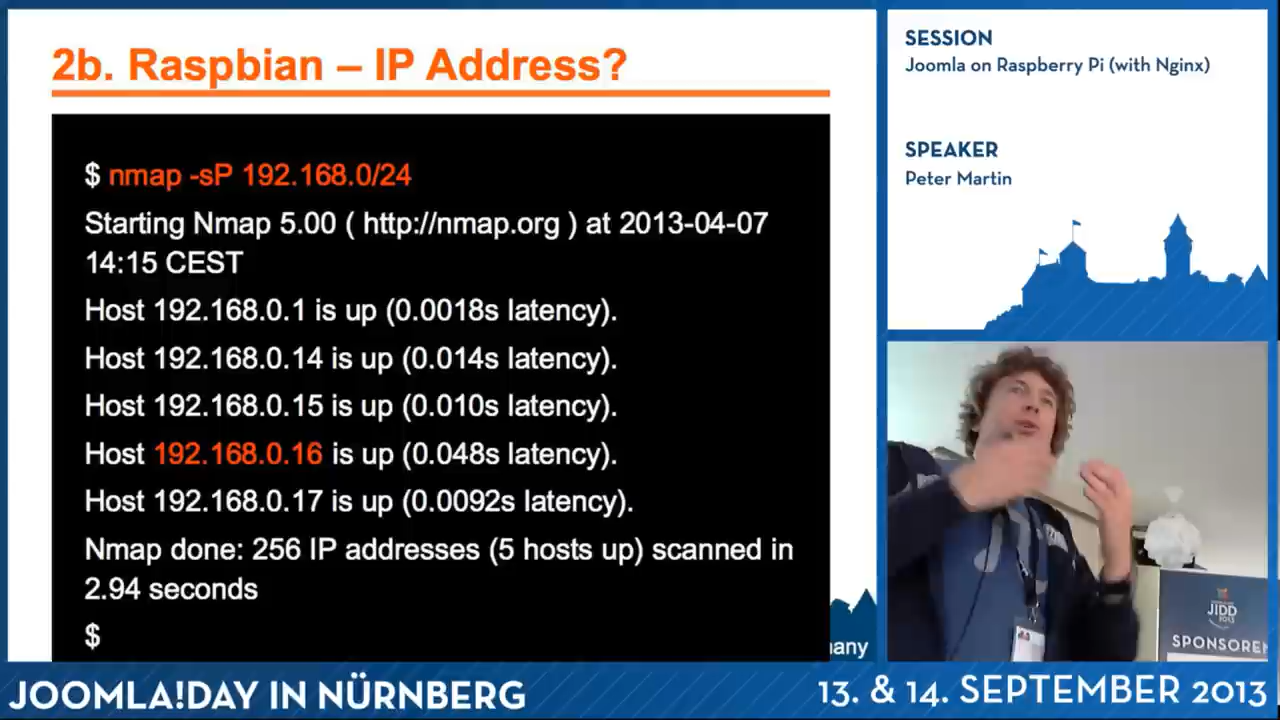 2b. Raspbian – IP Address?
$ nmap -sP 192.168.0/24
Starting Nmap 5.00 ( http://nmap.org ) at 2013-04-07
14:15 CEST
Host 192.168.0.1 is up (0.0018s latency).
Host 192.168.0.14 is up (0.014s latency).
Host 192.168.0.15 is up (0.010s latency).
Host 192.168.0.16 is up (0.048s latency).
Host 192.168.0.17 is up (0.0092s latency).
Nmap done: 256 IP addresses (5 hosts up) scanned in
2.94 seconds
$
many
SESSION
Joomla on Raspberry Pi (with Nginx)
SPEAKER
Peter Martin
JIDD
2013
SPONSOREN
JOOMLA!DAY IN NÜRNBERG
13. & 14. SEPTEMBER 2013